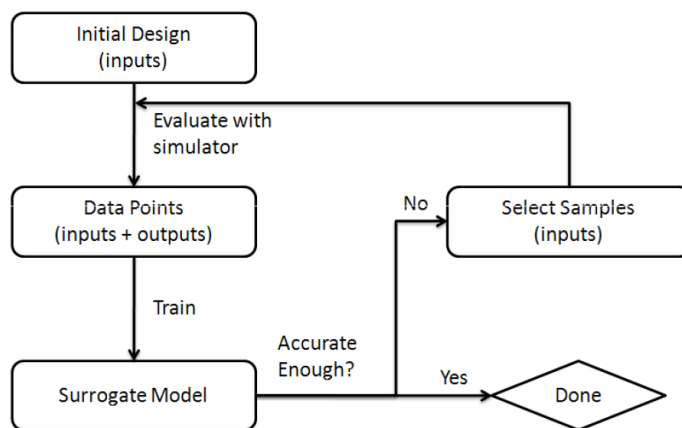 Initial Design
(inputs)
Evaluate with
simulator
Data Points
(inputs + outputs)
No
Select Samples
(inputs)
Train
Accurate
Enough?
Surrogate Model
Yes
Done